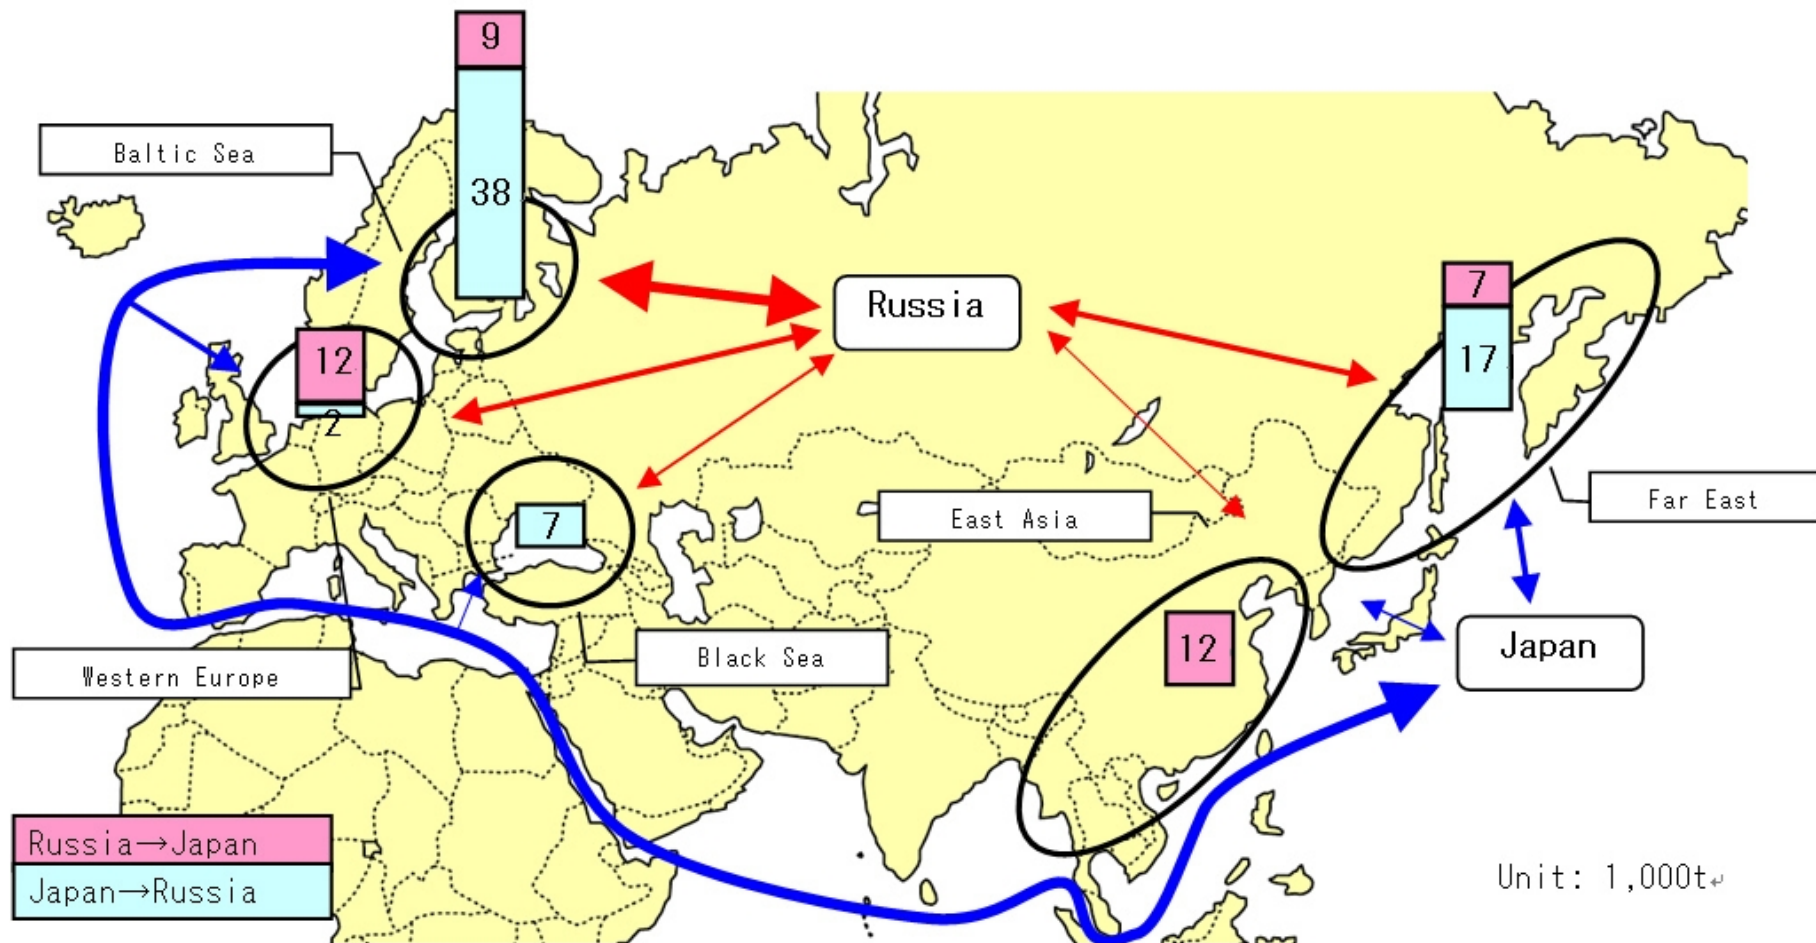 9
Baltic Sea
38
Russia
7
12
17
2
Far East
7
East Asia
12
Japan
Black Sea
Western Europe
Russia→Japan
Japan→Russia
Unit: 1,000t↵